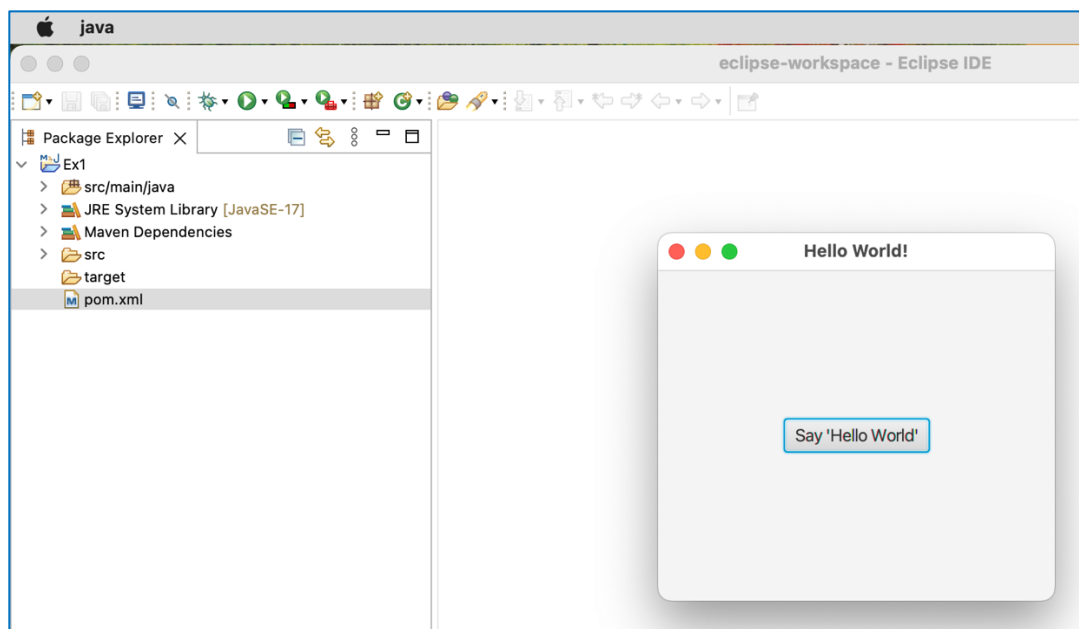 java
eclipse-workspace - Eclipse IDE
Package Explorer
Ex1
src/main/java
JRE System Library [JavaSE-17]
Maven Dependencies
src
target
pom.xml
Hello World!
Say 'Hello World'